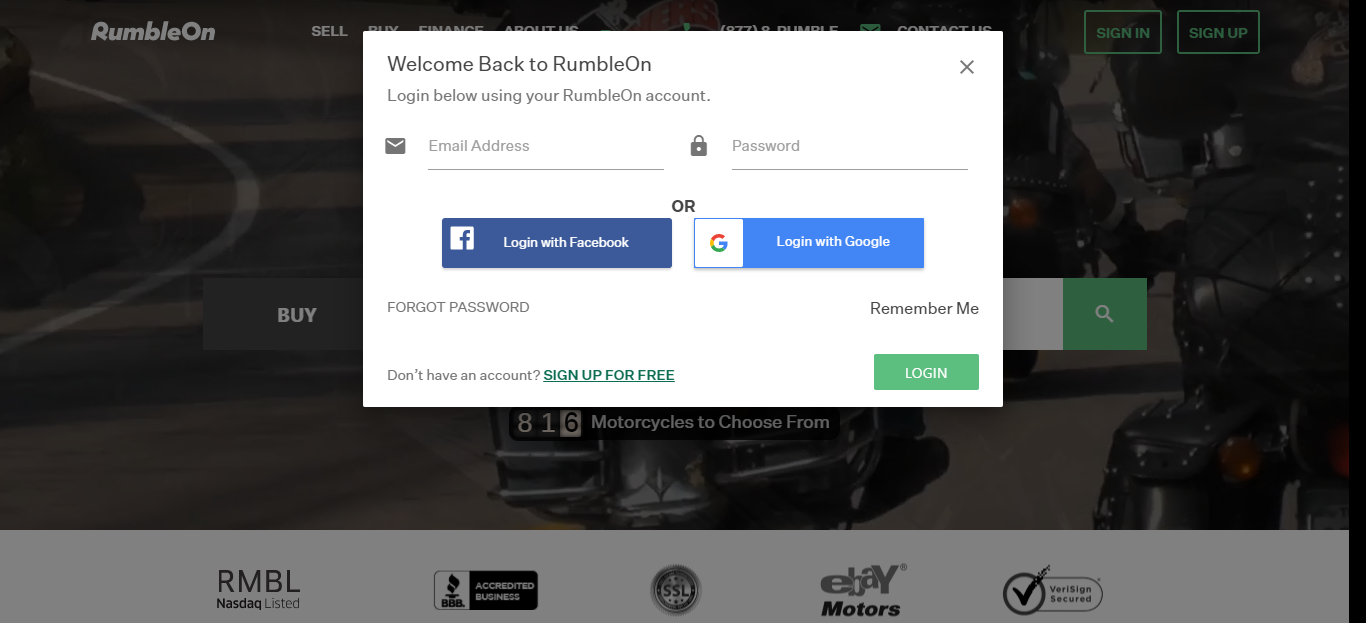 RumbleOn
SELL BUY FINANCE ABOUT US (877) 8-RUMBLE CONTACT US
SIGN IN SIGN UP
Welcome Back to RumbleOn
Login below using your RumbleOn account.
Email Address Password
OR
Login with Facebook Login with Google
FORGOT PASSWORD Remember Me
BUY
Don't have an account? SIGN UP FOR FREE LOGIN
816 Motorcycles to Choose From
RMBL
Nasdaq Listed
BBB. ACCREDITED
BUSINESS
SSL
ebaY®
Motors
VeriSign
Secured